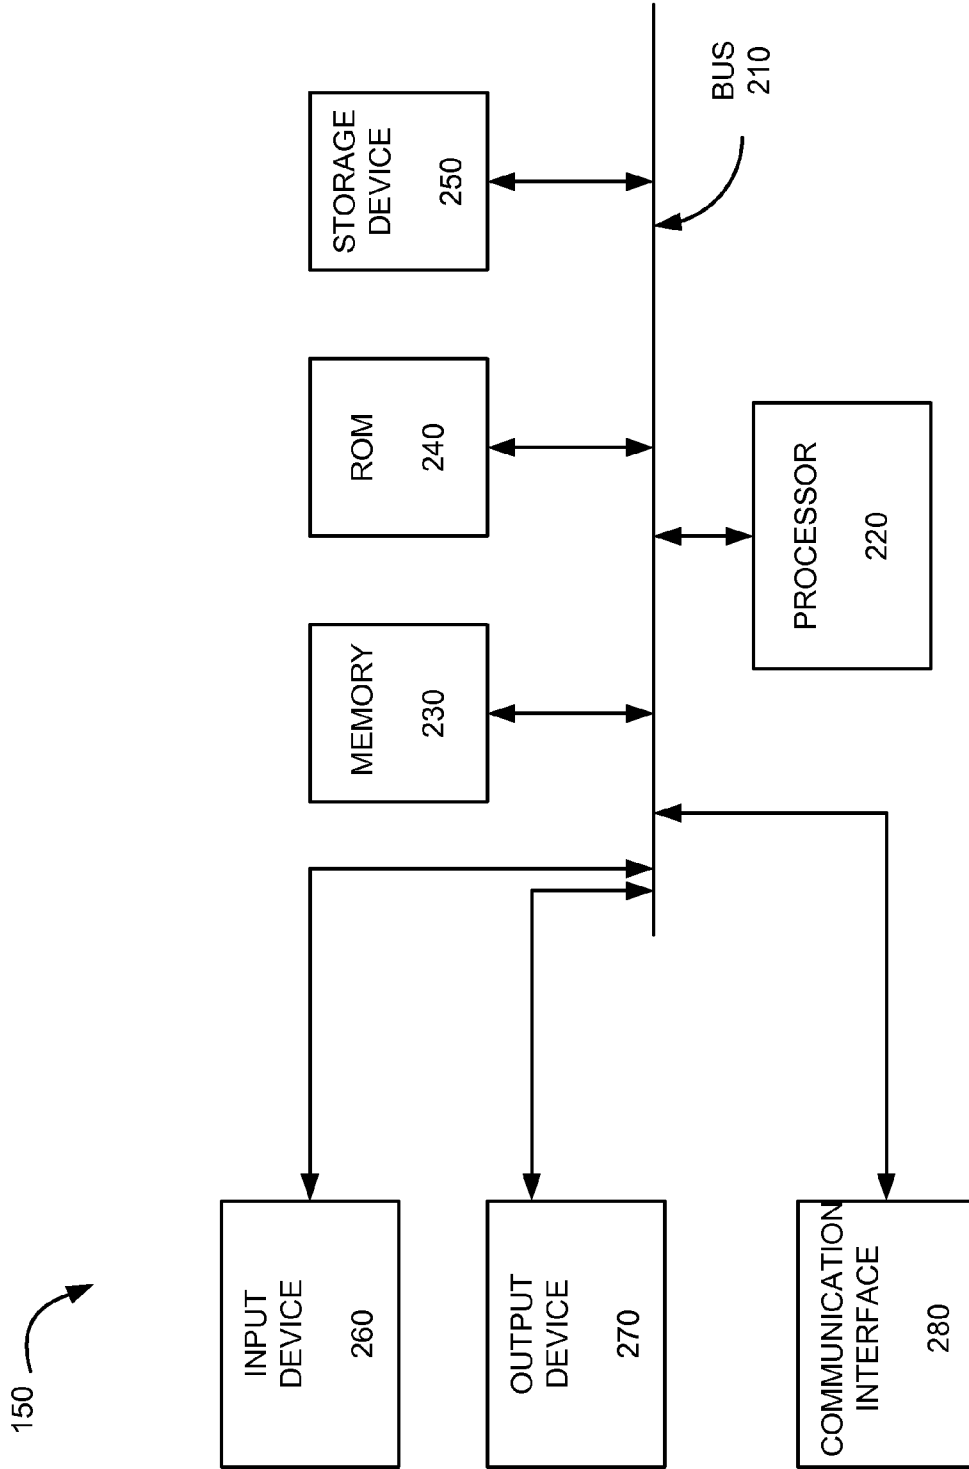 150
INPUT
DEVICE
260
OUTPUT
DEVICE
270
COMMUNICATION
INTERFACE
280
MEMORY
230
ROM
240
STORAGE
DEVICE
250
PROCESSOR
220
BUS
210